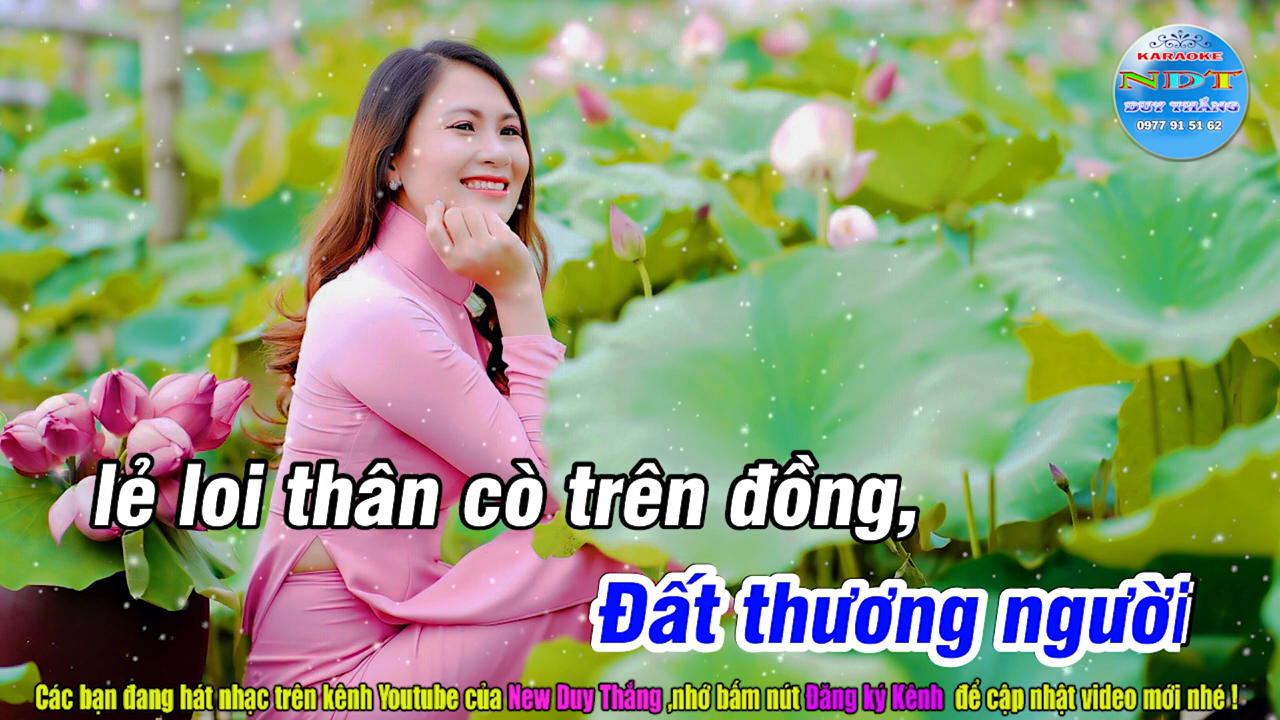 KARAOKE
NDT
DUY THẮNG
0977 91 51 62
lẻ loi thân cò trên đồng,
Đất thương người
Các bạn đang hát nhạc trên kênh Youtube của New Duy Thắng ,nhớ bấm nút Đăng ký Kênh để cập nhật video mới nhé !